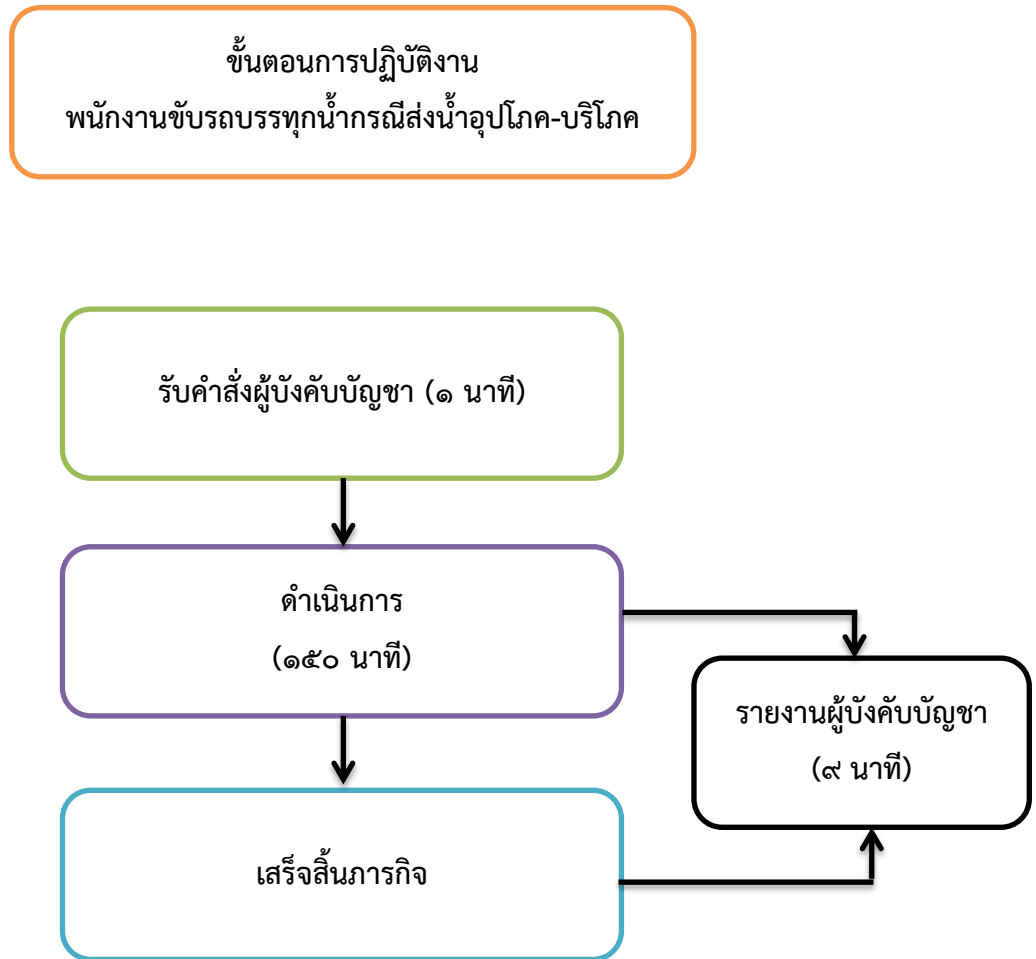 ขั้นตอนการปฏิบัติงาน
พนักงานขับรถบรรทุกน้ำกรณีส่งน้ำอุปโภค-บริโภค
รับคำสั่งผู้บังคับบัญชา (๑ นาที)
ดำเนินการ
(๑๕๐ นาที)
รายงานผู้บังคับบัญชา
(๙ นาที)
เสร็จสิ้นภารกิจ